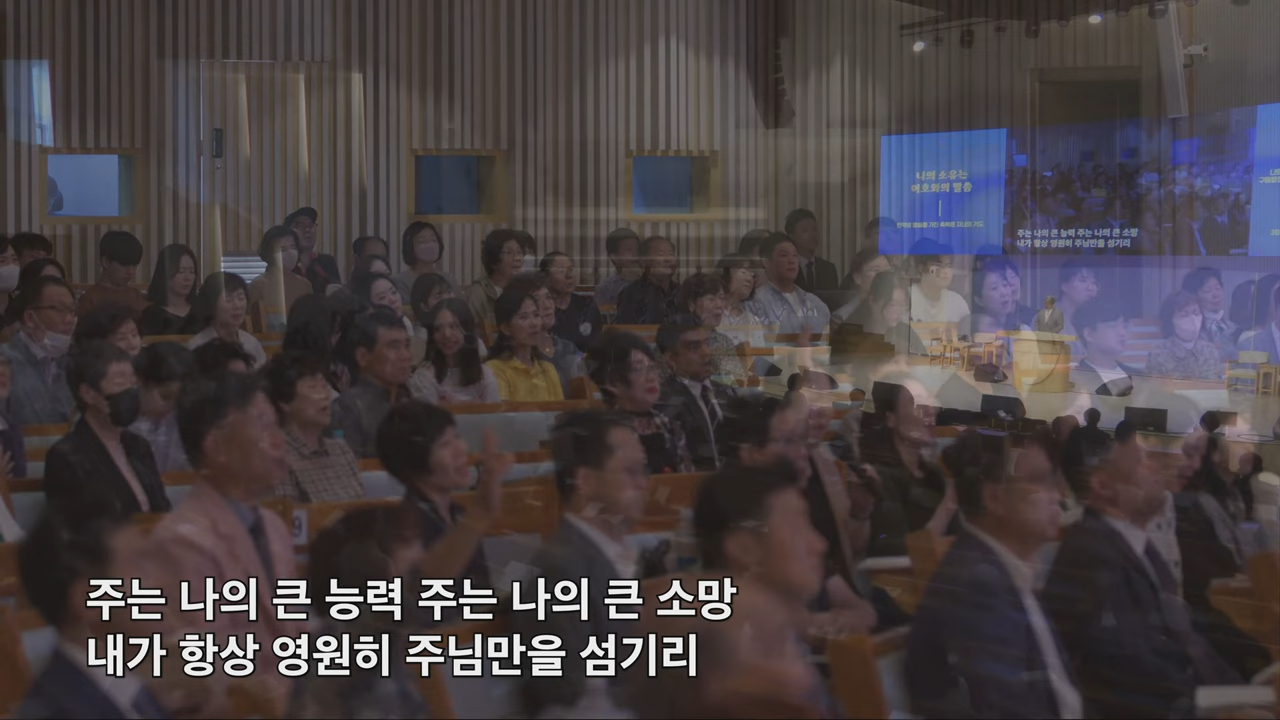 나의 소유는
여호와의 말씀
주는 나의 큰 능력 주는 나의 큰 소망
내가 항상 영원히 주님만을 섬기리
9
주는 나의 큰 능력 주는 나의 큰 소망
내가 항상 영원히 주님만을 섬기리